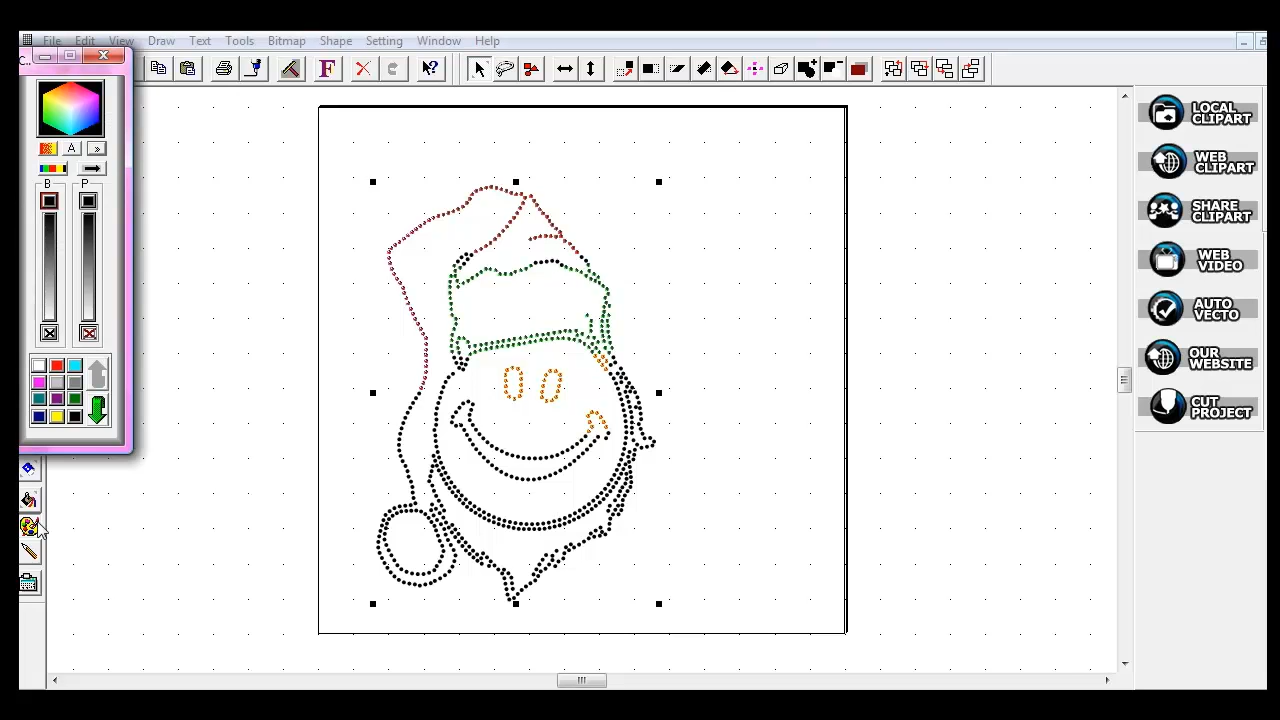 File Edit View Draw Text Tools Bitmap Shape Setting Window Help
C..
A »
B P
F
LOCAL
CLIPART
WEB
CLIPART
SHARE
CLIPART
WEB
VIDEO
AUTO
VECTO
OUR
WEBSITE
CUT
PROJECT